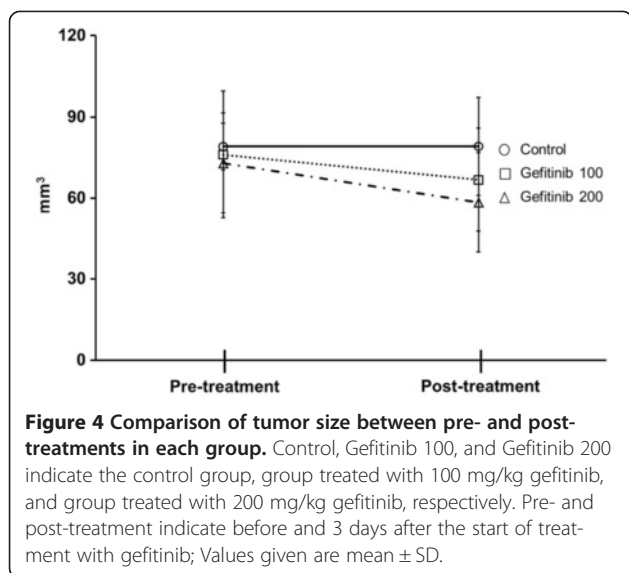 120
90
60
30
0
mm³
Control
Gefitinib 100
Gefitinib 200
Pre-treatment
Post-treatment
Figure 4 Comparison of tumor size between pre- and post-
treatments in each group. Control, Gefitinib 100, and Gefitinib 200
indicate the control group, group treated with 100 mg/kg gefitinib,
and group treated with 200 mg/kg gefitinib, respectively. Pre- and
post-treatment indicate before and 3 days after the start of treat-
ment with gefitinib; Values given are mean ± SD.